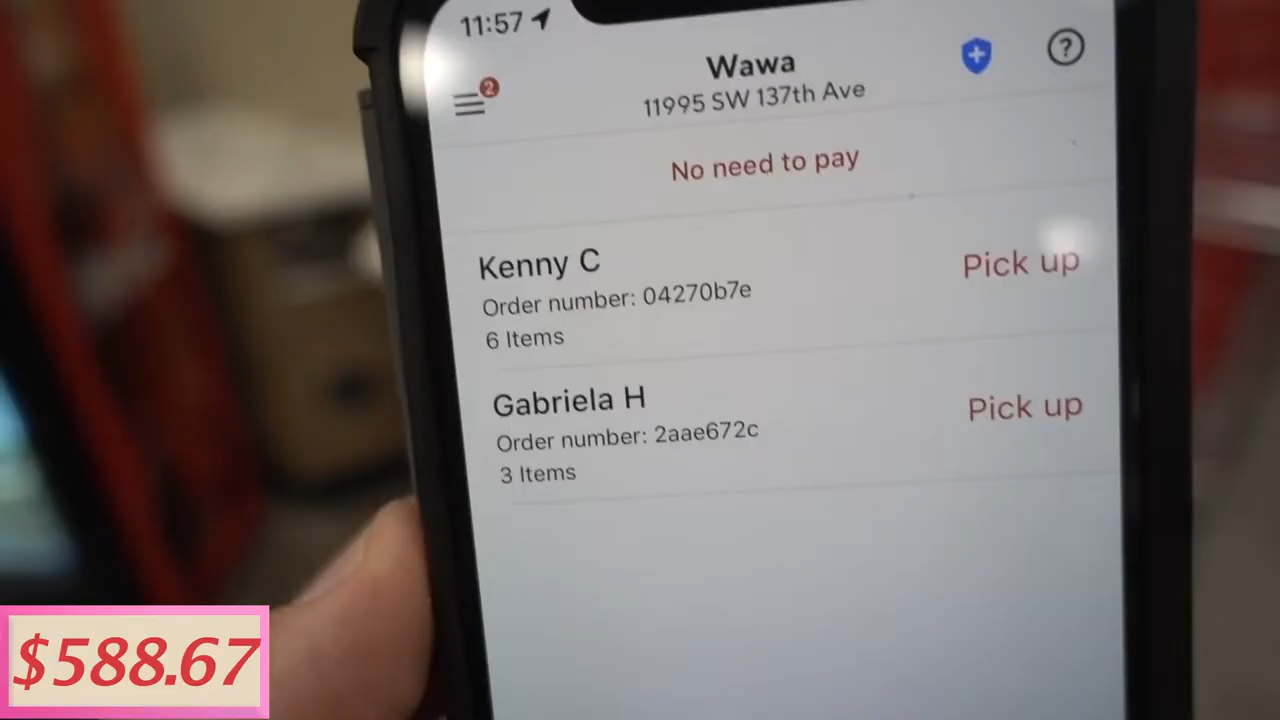 11:57
2
Wawa
?
11995 SW 137th Ave
No need to pay
Kenny C
Pick up
Order number: 04270b7e
6 Items
Gabriela H
Pick up
Order number: 2aae672c
3 Items
$588.67